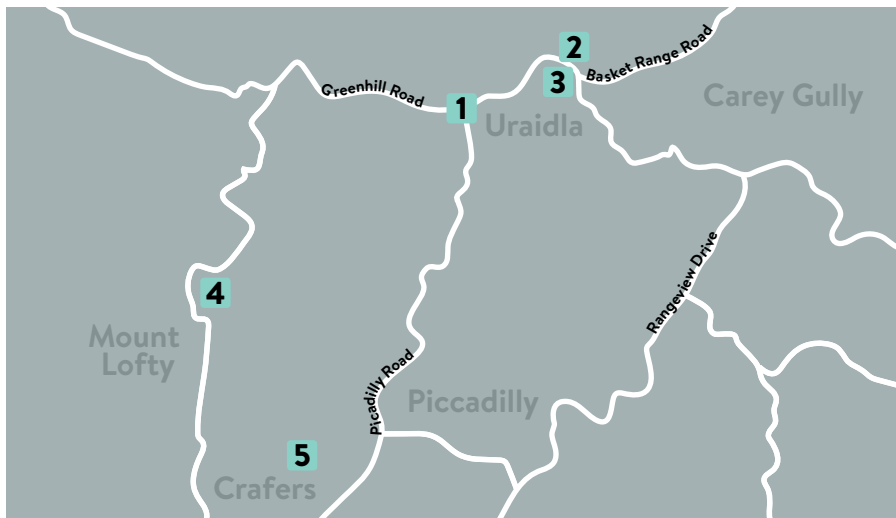 2
Basket Range Road
3
Carey Gully
Greenhill Road
1
Uraidla
Rangeview Drive
4
Mount
Lofty
Picadilly Road
Piccadilly
5
Crafers